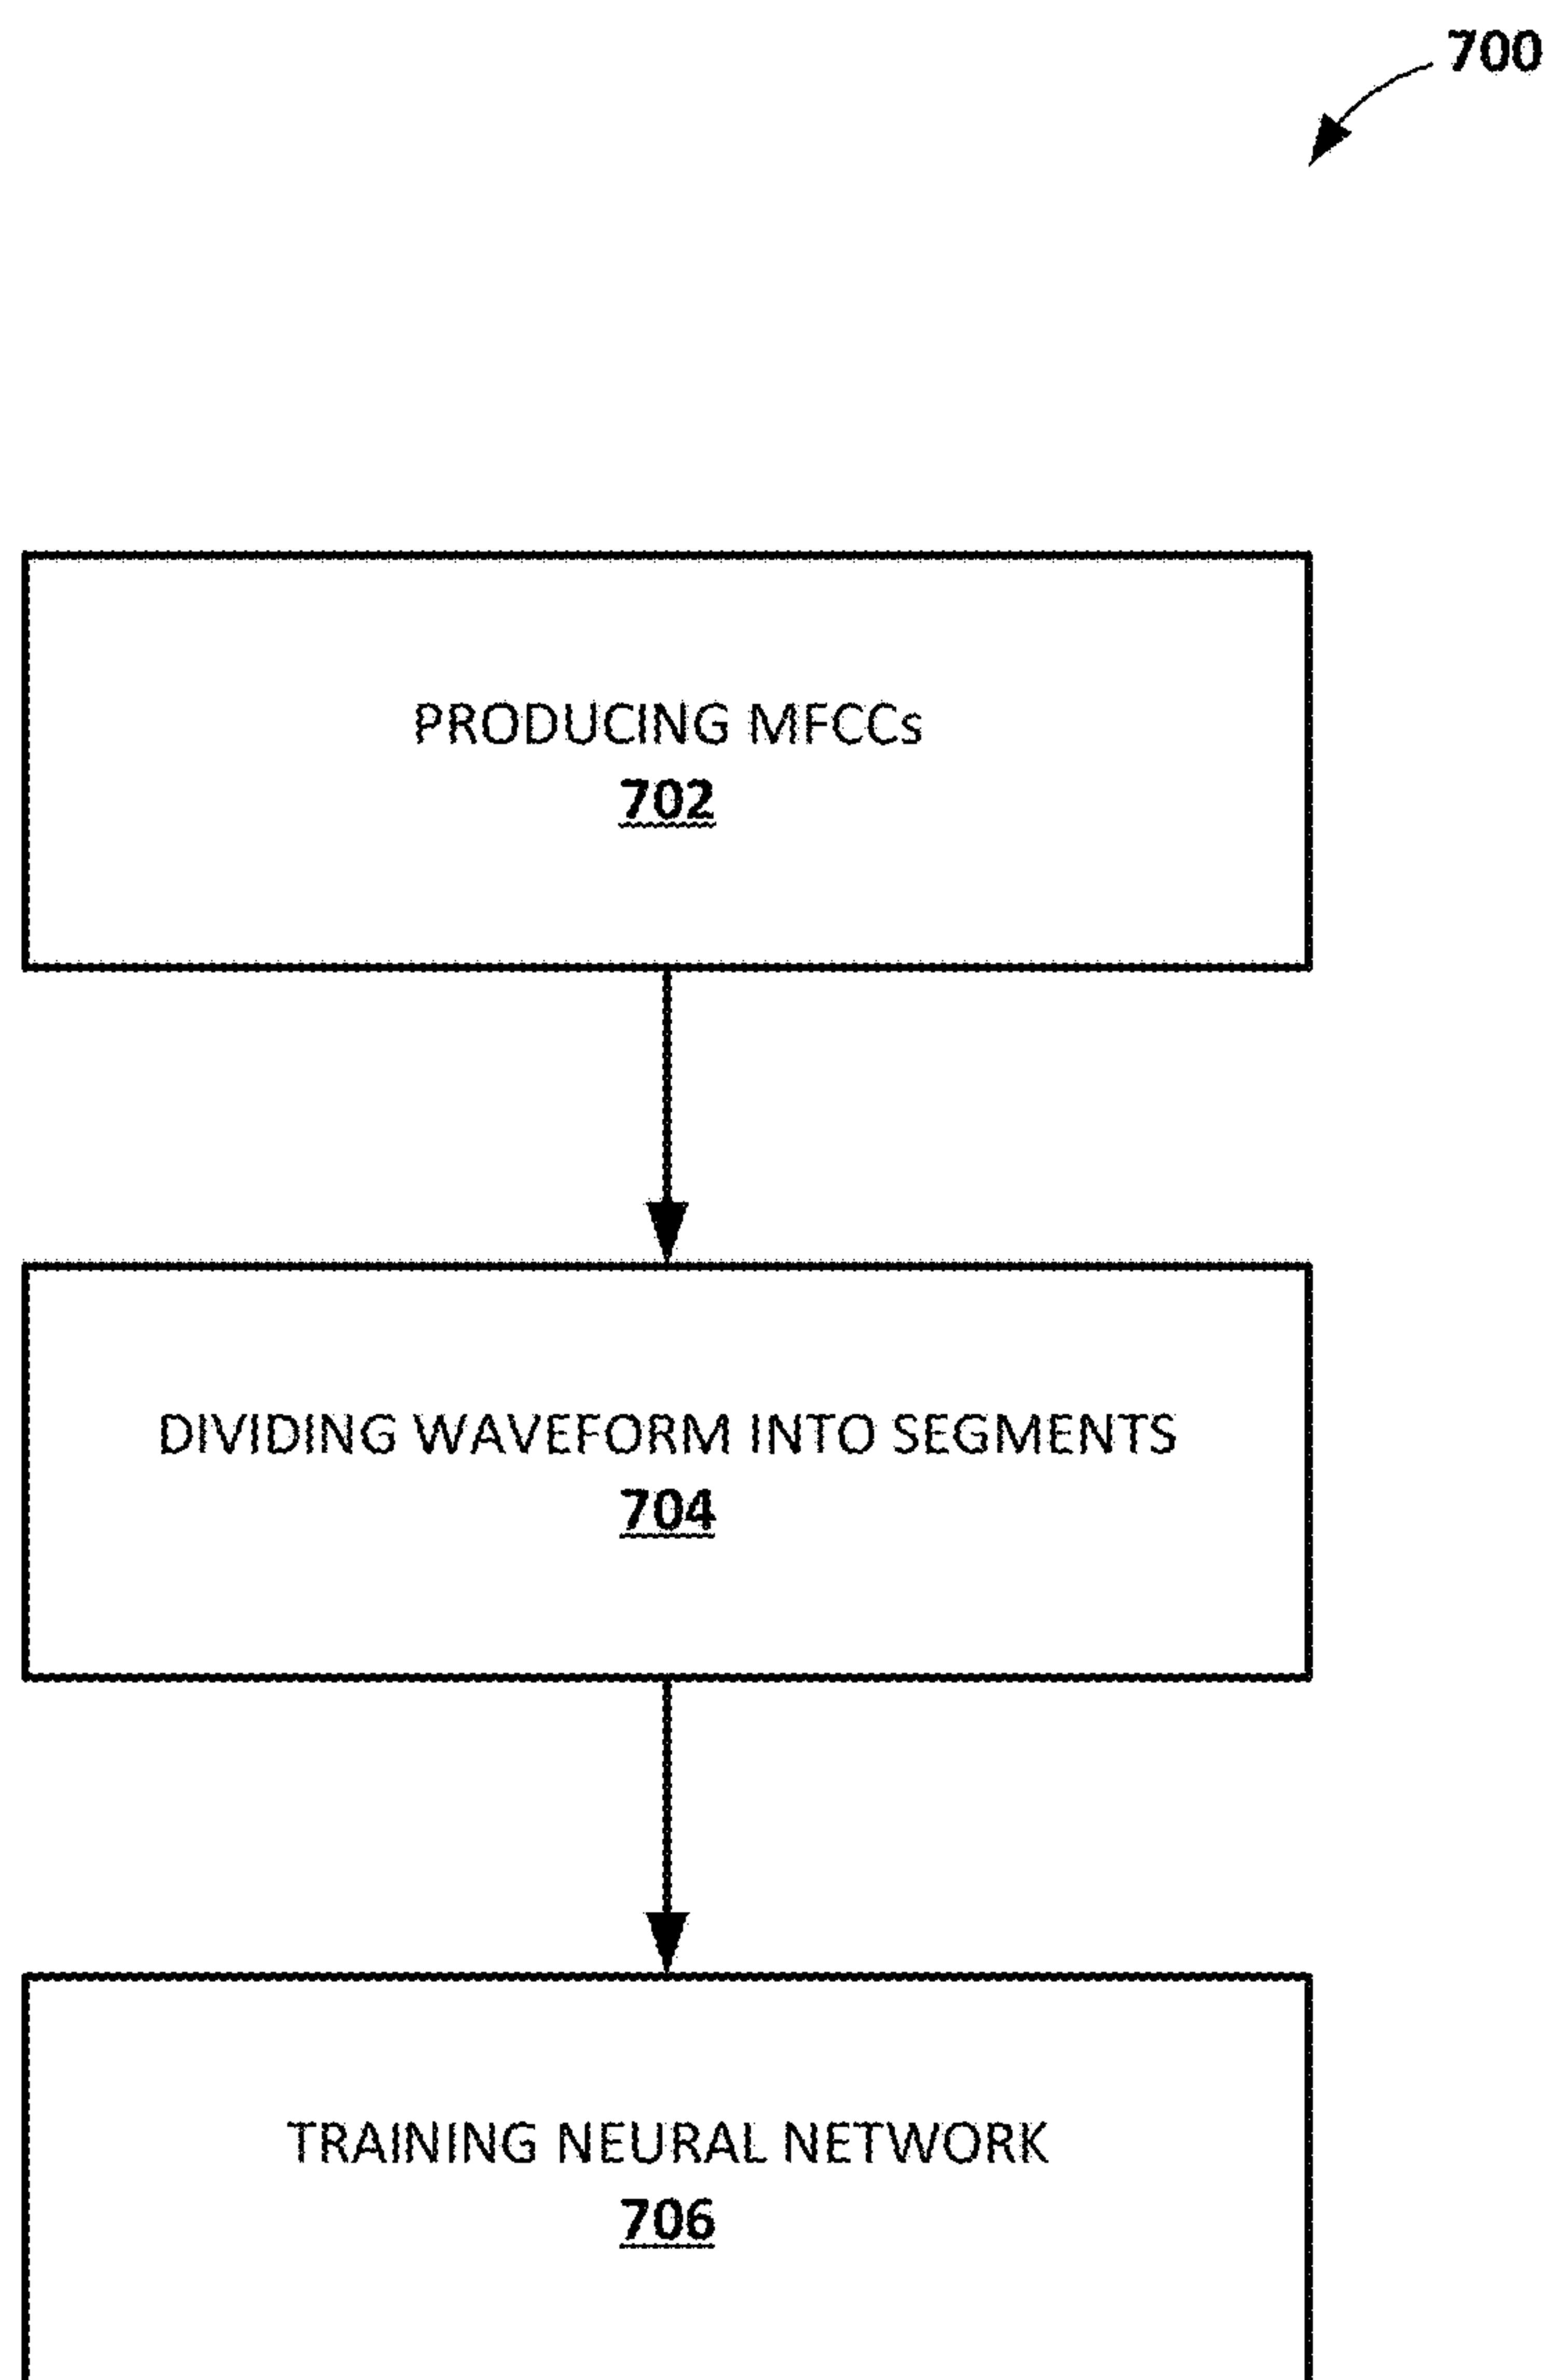 700
PRODUCING MFCCs
702
DIVIDING WAVEFORM INTO SEGMENTS
704
TRAINING NEURAL NETWORK
706